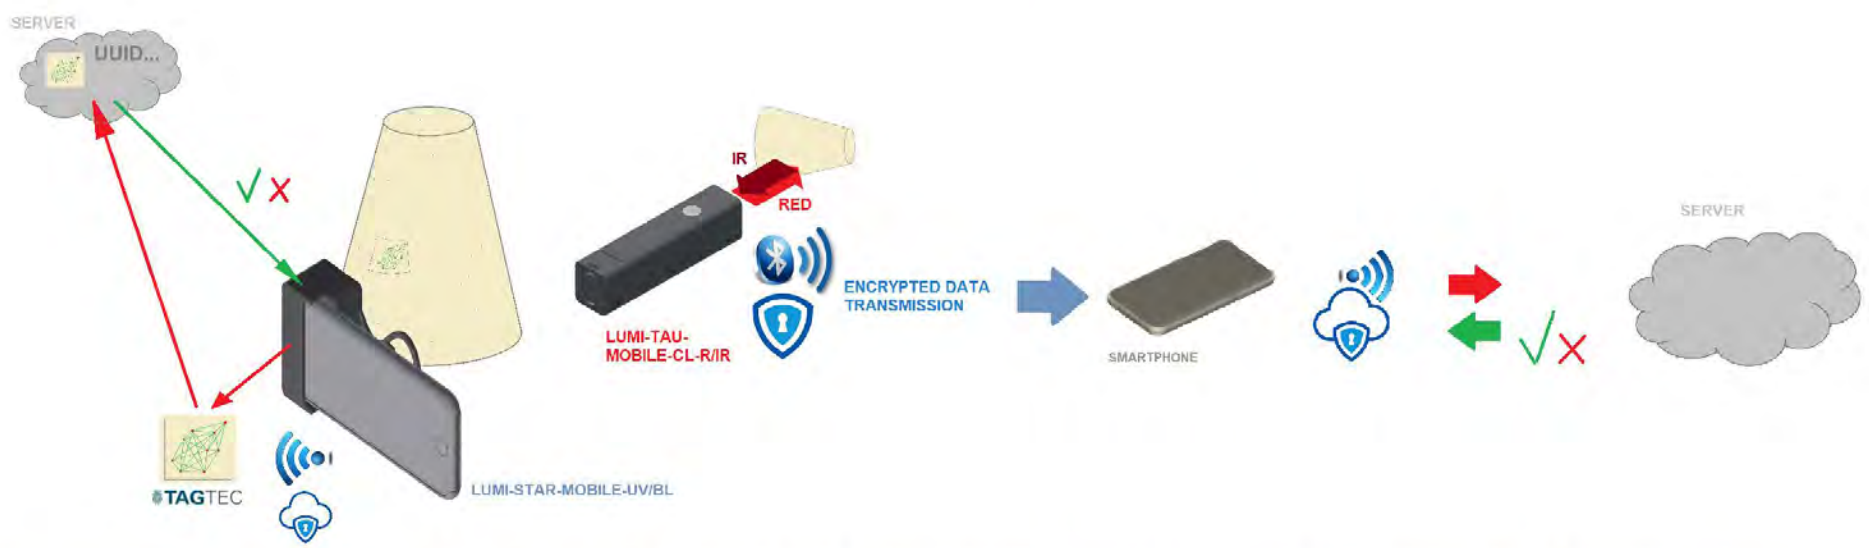 SERVER
UUID...
IR
RED
ENCRYPTED DATA
TRANSMISSION
LUMI-TAU-
MOBILE-CL-R/IR
SMARTPHONE
SERVER
TAGTEC
LUMI-STAR-MOBILE-UV/BL